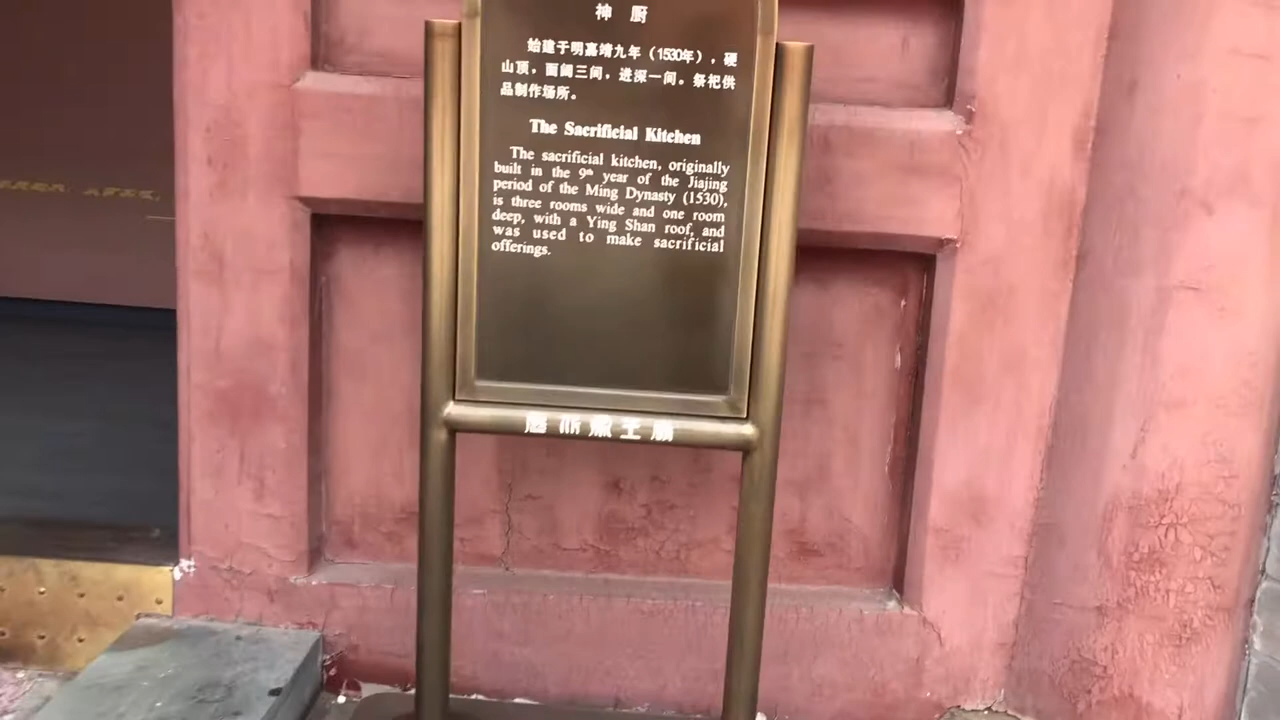 神 厨
始建于明嘉靖九年（1530年），硬
山顶，面阔三间，进深一间。祭祀供
品制作场所。
The Sacrificial Kitchen
The sacrificial kitchen, originally
built in the 9th year of the Jiajing
period of the Ming Dynasty (1530),
is three rooms wide and one room
deep, with a Ying Shan roof, and
was used to make sacrificial
offerings.